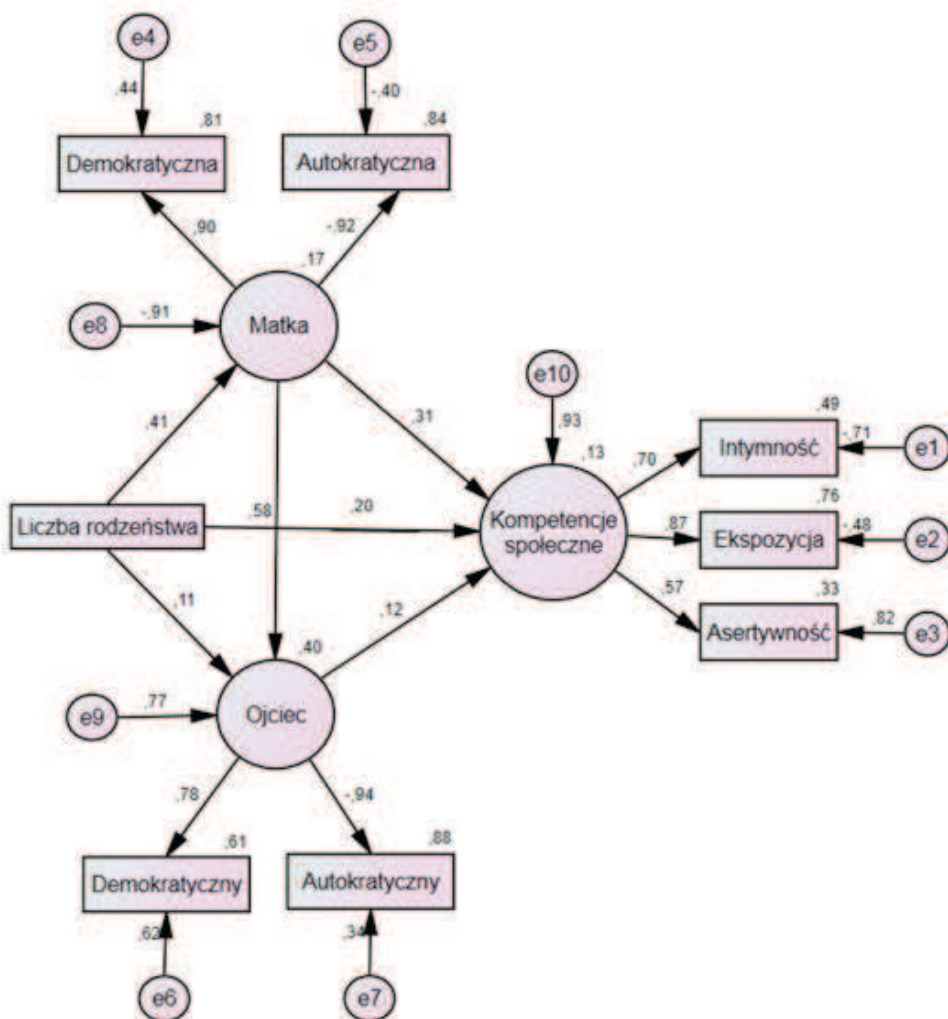 e4
e5
,44
-,40
,81
,84
Demokratyczna
Autokratyczna
,90
-,92
,17
e8
-,91
Matka
e10
,41
,31
,93
,49
,13
,70
Intymność
-,71
e1
Liczba rodzeństwa
,58
,20
Kompetencje
społeczne
,76
,87
Ekspozycja
-,48
e2
,11
,12
,57
,33
Asertywność
,82
e3
,40
e9
,77
Ojciec
,78
-,94
,61
,88
Demokratyczny
Autokratyczny
,62
,34
e6
e7